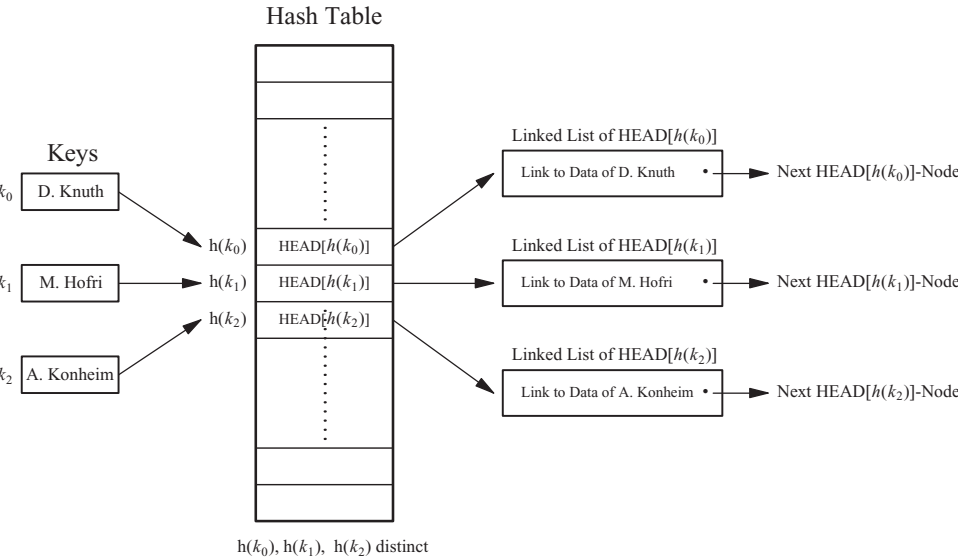 Hash Table
Keys
k0 D. Knuth
k1 M. Hofri
k2 A. Konheim
h(k0) HEAD[h(k0)]
h(k1) HEAD[h(k1)]
h(k2) HEAD[h(k2)]
Linked List of HEAD[h(k0)]
Link to Data of D. Knuth
Next HEAD[h(k0)]-Node
Linked List of HEAD[h(k1)]
Link to Data of M. Hofri
Next HEAD[h(k1)]-Node
Linked List of HEAD[h(k2)]
Link to Data of A. Konheim
Next HEAD[h(k2)]-Node
h(k0), h(k1), h(k2) distinct